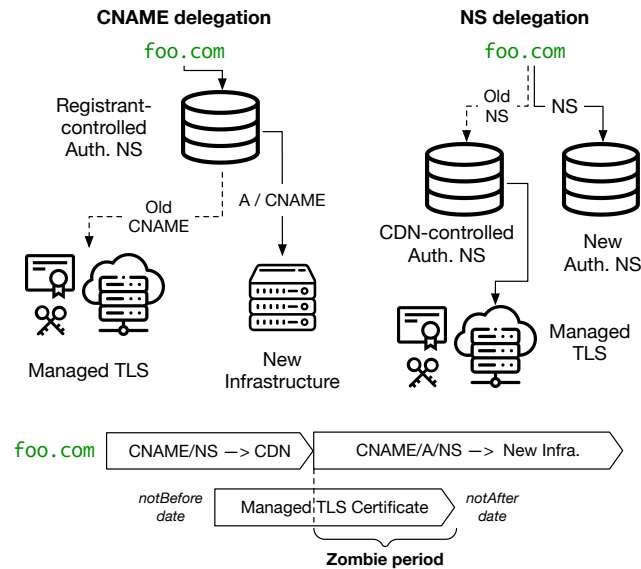 CNAME delegation
foo.com
Registrant-
controlled
Auth. NS
Old
CNAME
A / CNAME
Managed TLS
New
Infrastructure
NS delegation
foo.com
Old
NS
NS
CDN-controlled
Auth. NS
New
Auth. NS
Managed
TLS
foo.com
CNAME/NS —> CDN
CNAME/A/NS —> New Infra.
notBefore
date
Managed TLS Certificate
notAfter
date
Zombie period